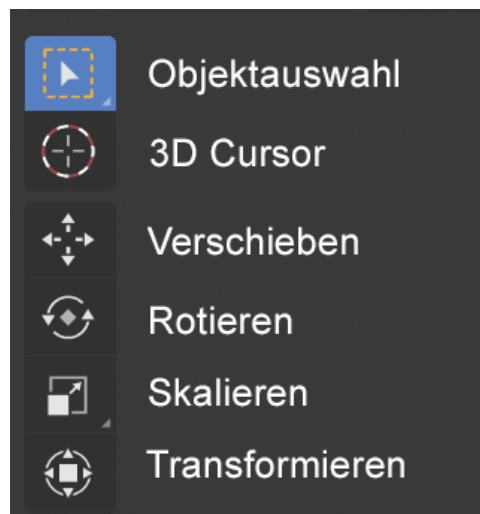 Objektauswahl
3D Cursor
Verschieben
Rotieren
Skalieren
Transformieren